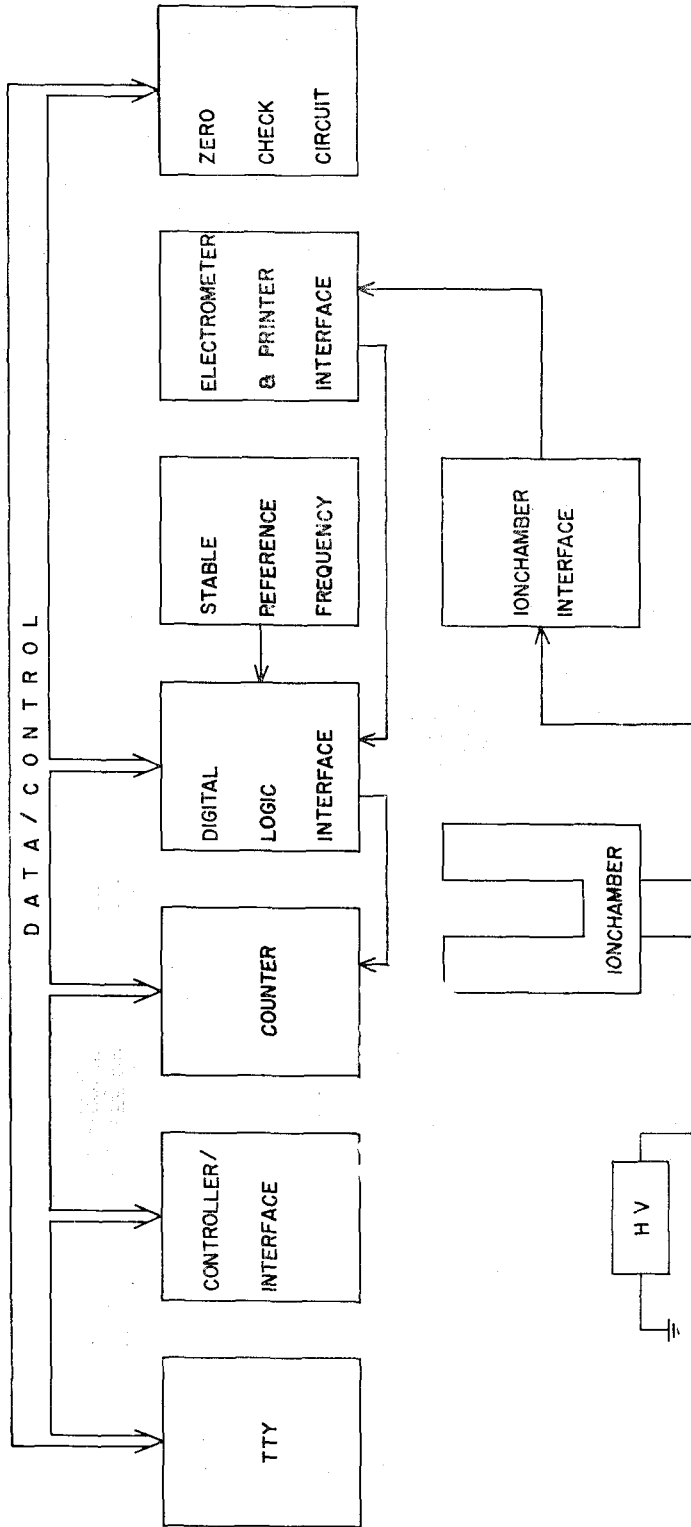 DATA/CONTROL
TTY
CONTROLLER/
INTERFACE
COUNTER
DIGITAL
LOGIC
INTERFACE
STABLE
REFERENCE
FREQUENCY
ELECTROMETER
& PRINTER
INTERFACE
ZERO
CHECK
CIRCUIT
HV
IONCHAMBER
IONCHAMBER
INTERFACE